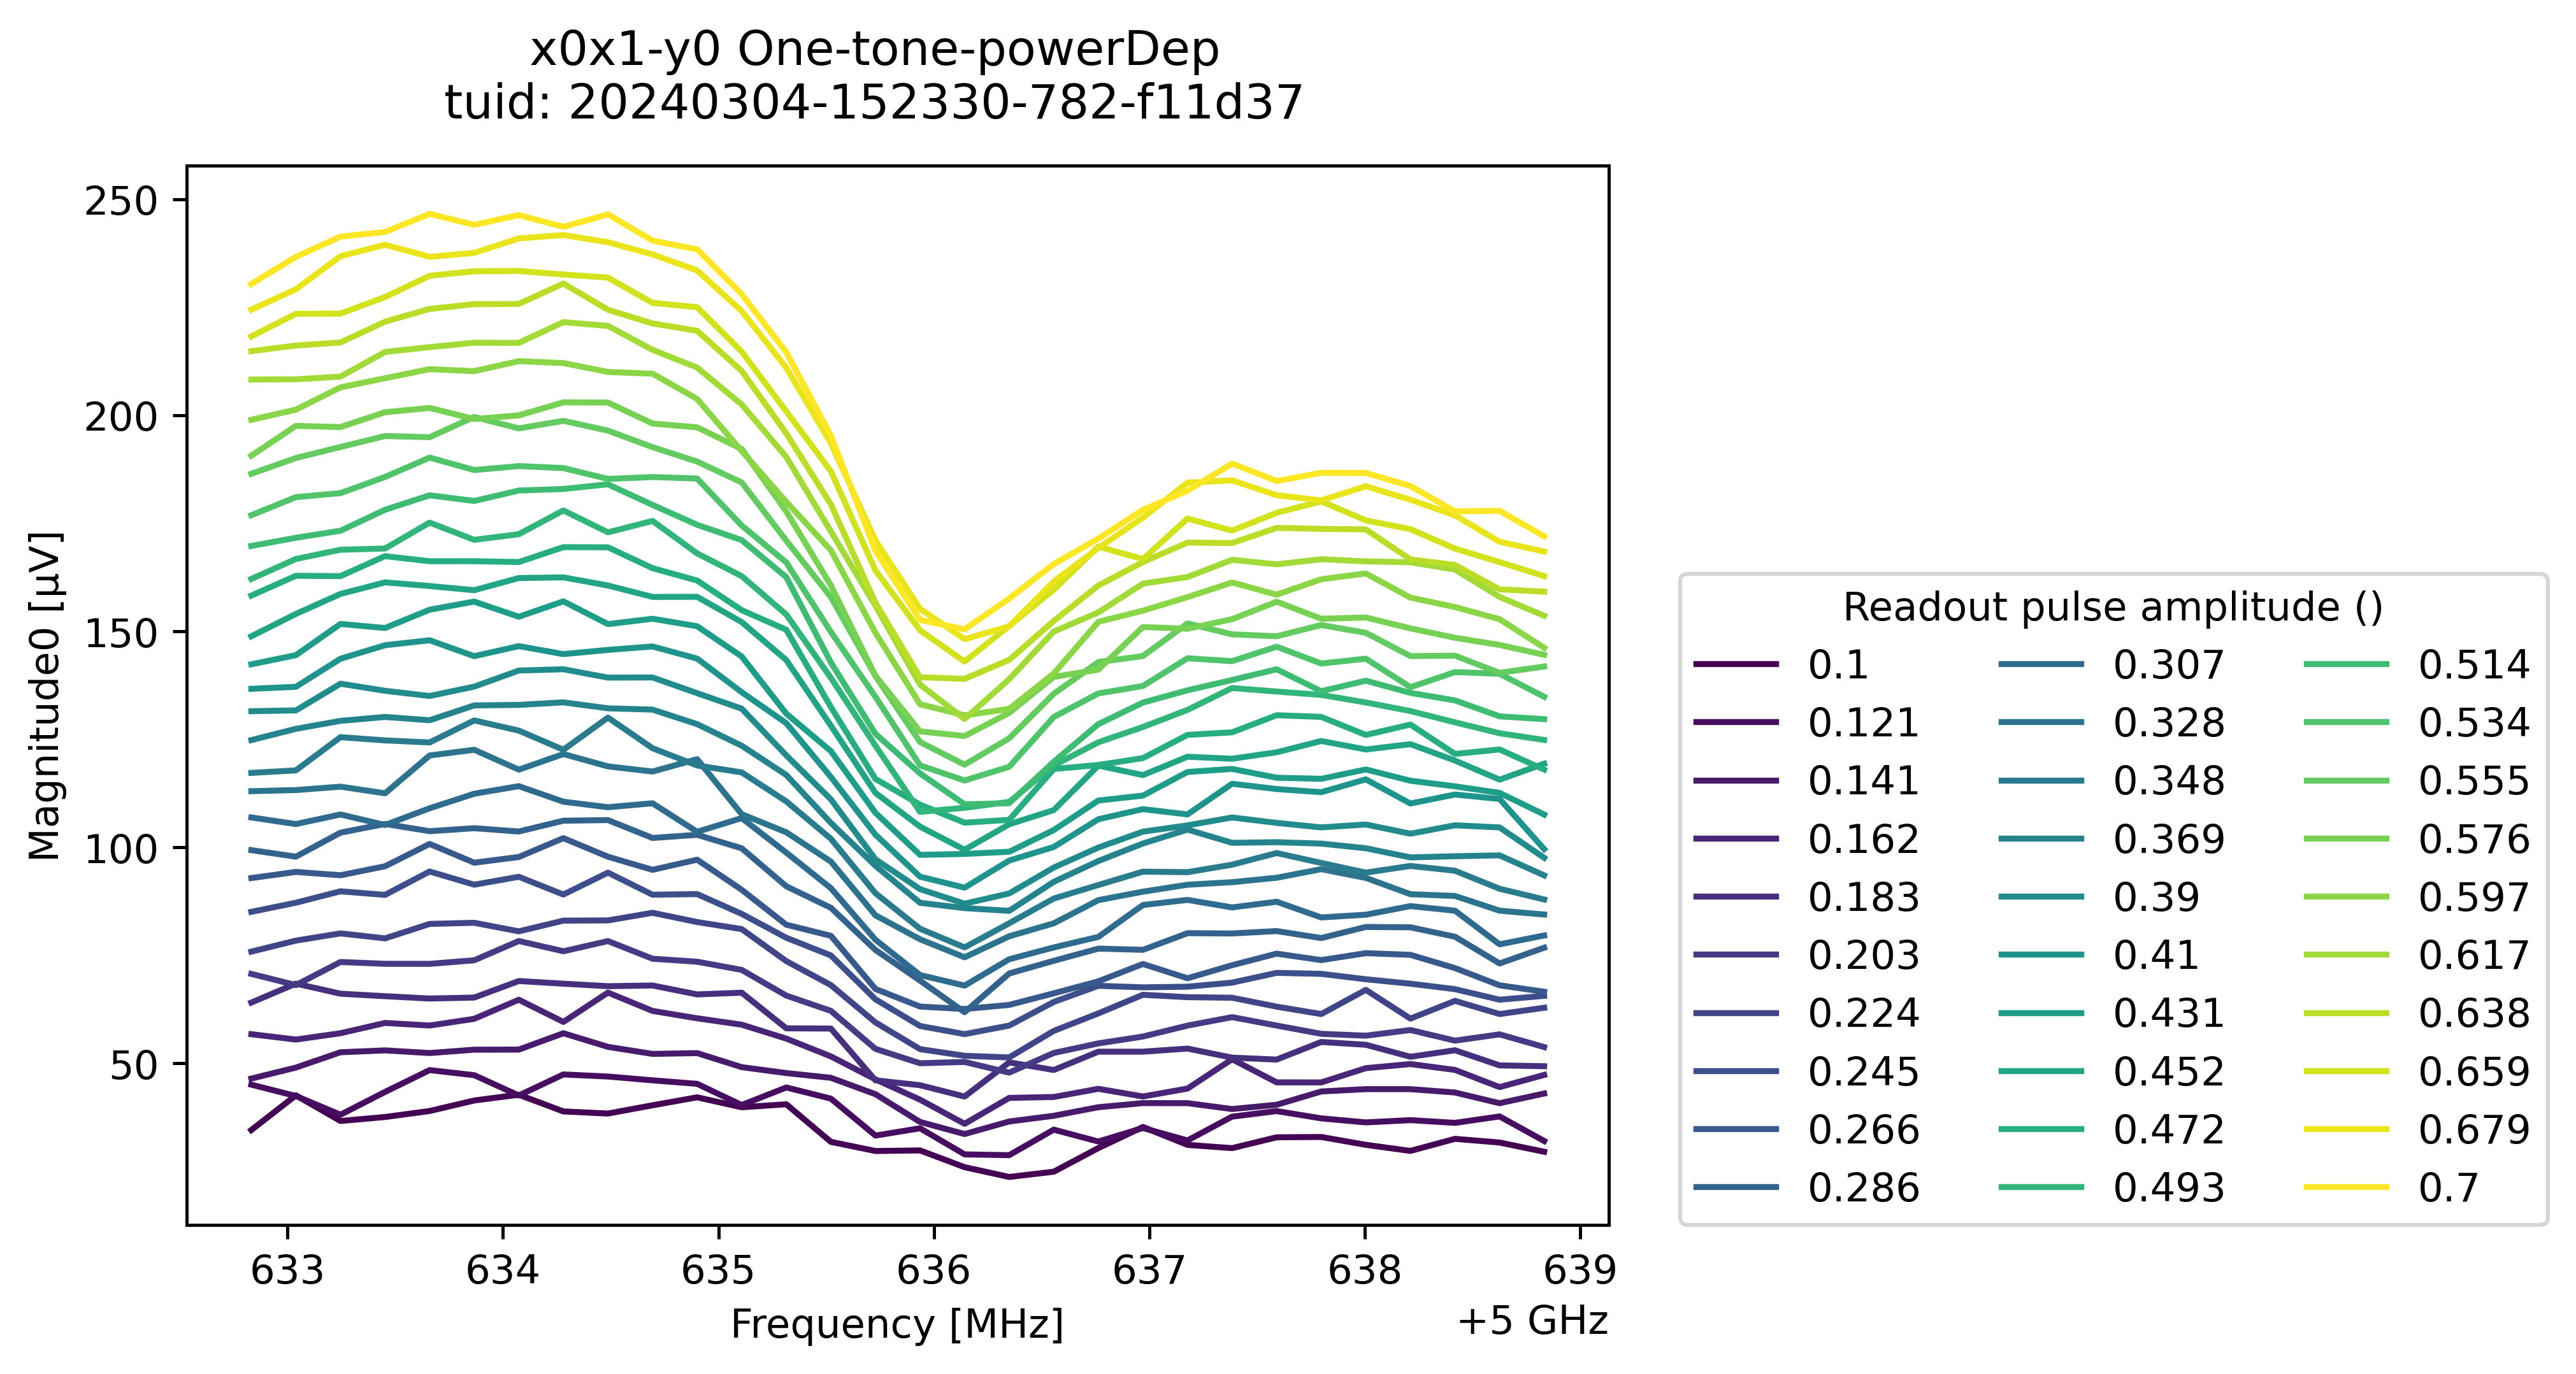 x0x1-y0 One-tone-powerDep
tuid: 20240304-152330-782-f11d37
250
200
150
100
50
Magnitude0 [µV]
633 634 635 636 637 638 639
Frequency [MHz]
+5 GHz
Readout pulse amplitude ()
0.1 0.307 0.514
0.121 0.328 0.534
0.141 0.348 0.555
0.162 0.369 0.576
0.183 0.39 0.597
0.203 0.41 0.617
0.224 0.431 0.638
0.245 0.452 0.659
0.266 0.472 0.679
0.286 0.493 0.7